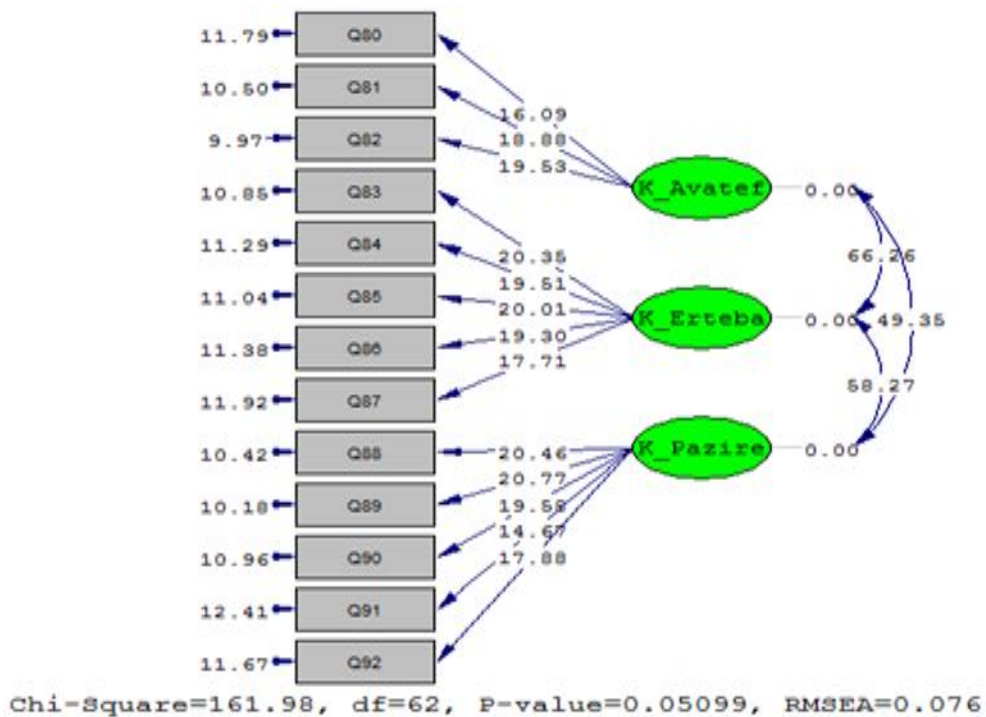 11.79 Q80
10.50 Q81
16.09
9.97 Q82
18.88
19.53
10.85 Q83
K_Avatef 0.00
11.29 Q84
20.35
66.26
19.51
11.04 Q85
20.01
K_Erteba 0.00 49.35
11.38 Q86
19.30
17.71
58.27
11.92 Q87
10.42 Q88
20.46
K_Pazire 0.00
20.77
10.18 Q89
19.58
14.67
10.96 Q90
17.88
12.41 Q91
11.67 Q92
Chi-Square=161.98, df=62, P-value=0.05099, RMSEA=0.076